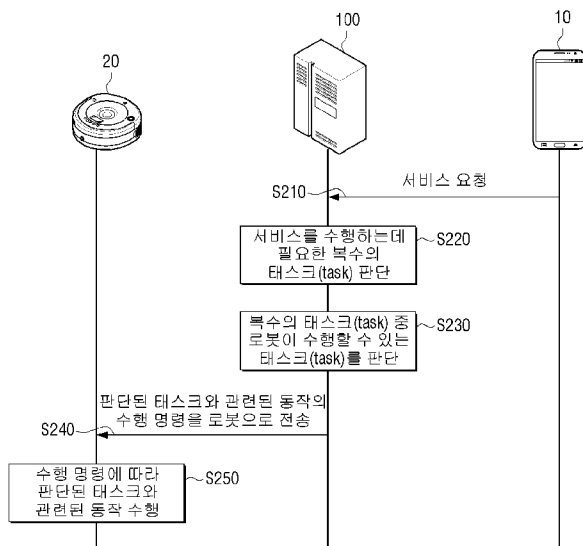 100
10
20
서비스 요청
S210
서비스를 수행하는데
필요한 복수의
태스크(task) 판단
S220
복수의 태스크(task) 중
로봇이 수행할 수 있는
태스크(task)를 판단
S230
판단된 태스크와 관련된 동작의
수행 명령을 로봇으로 전송
S240
수행 명령에 따라
판단된 태스크와
관련된 동작 수행
S250